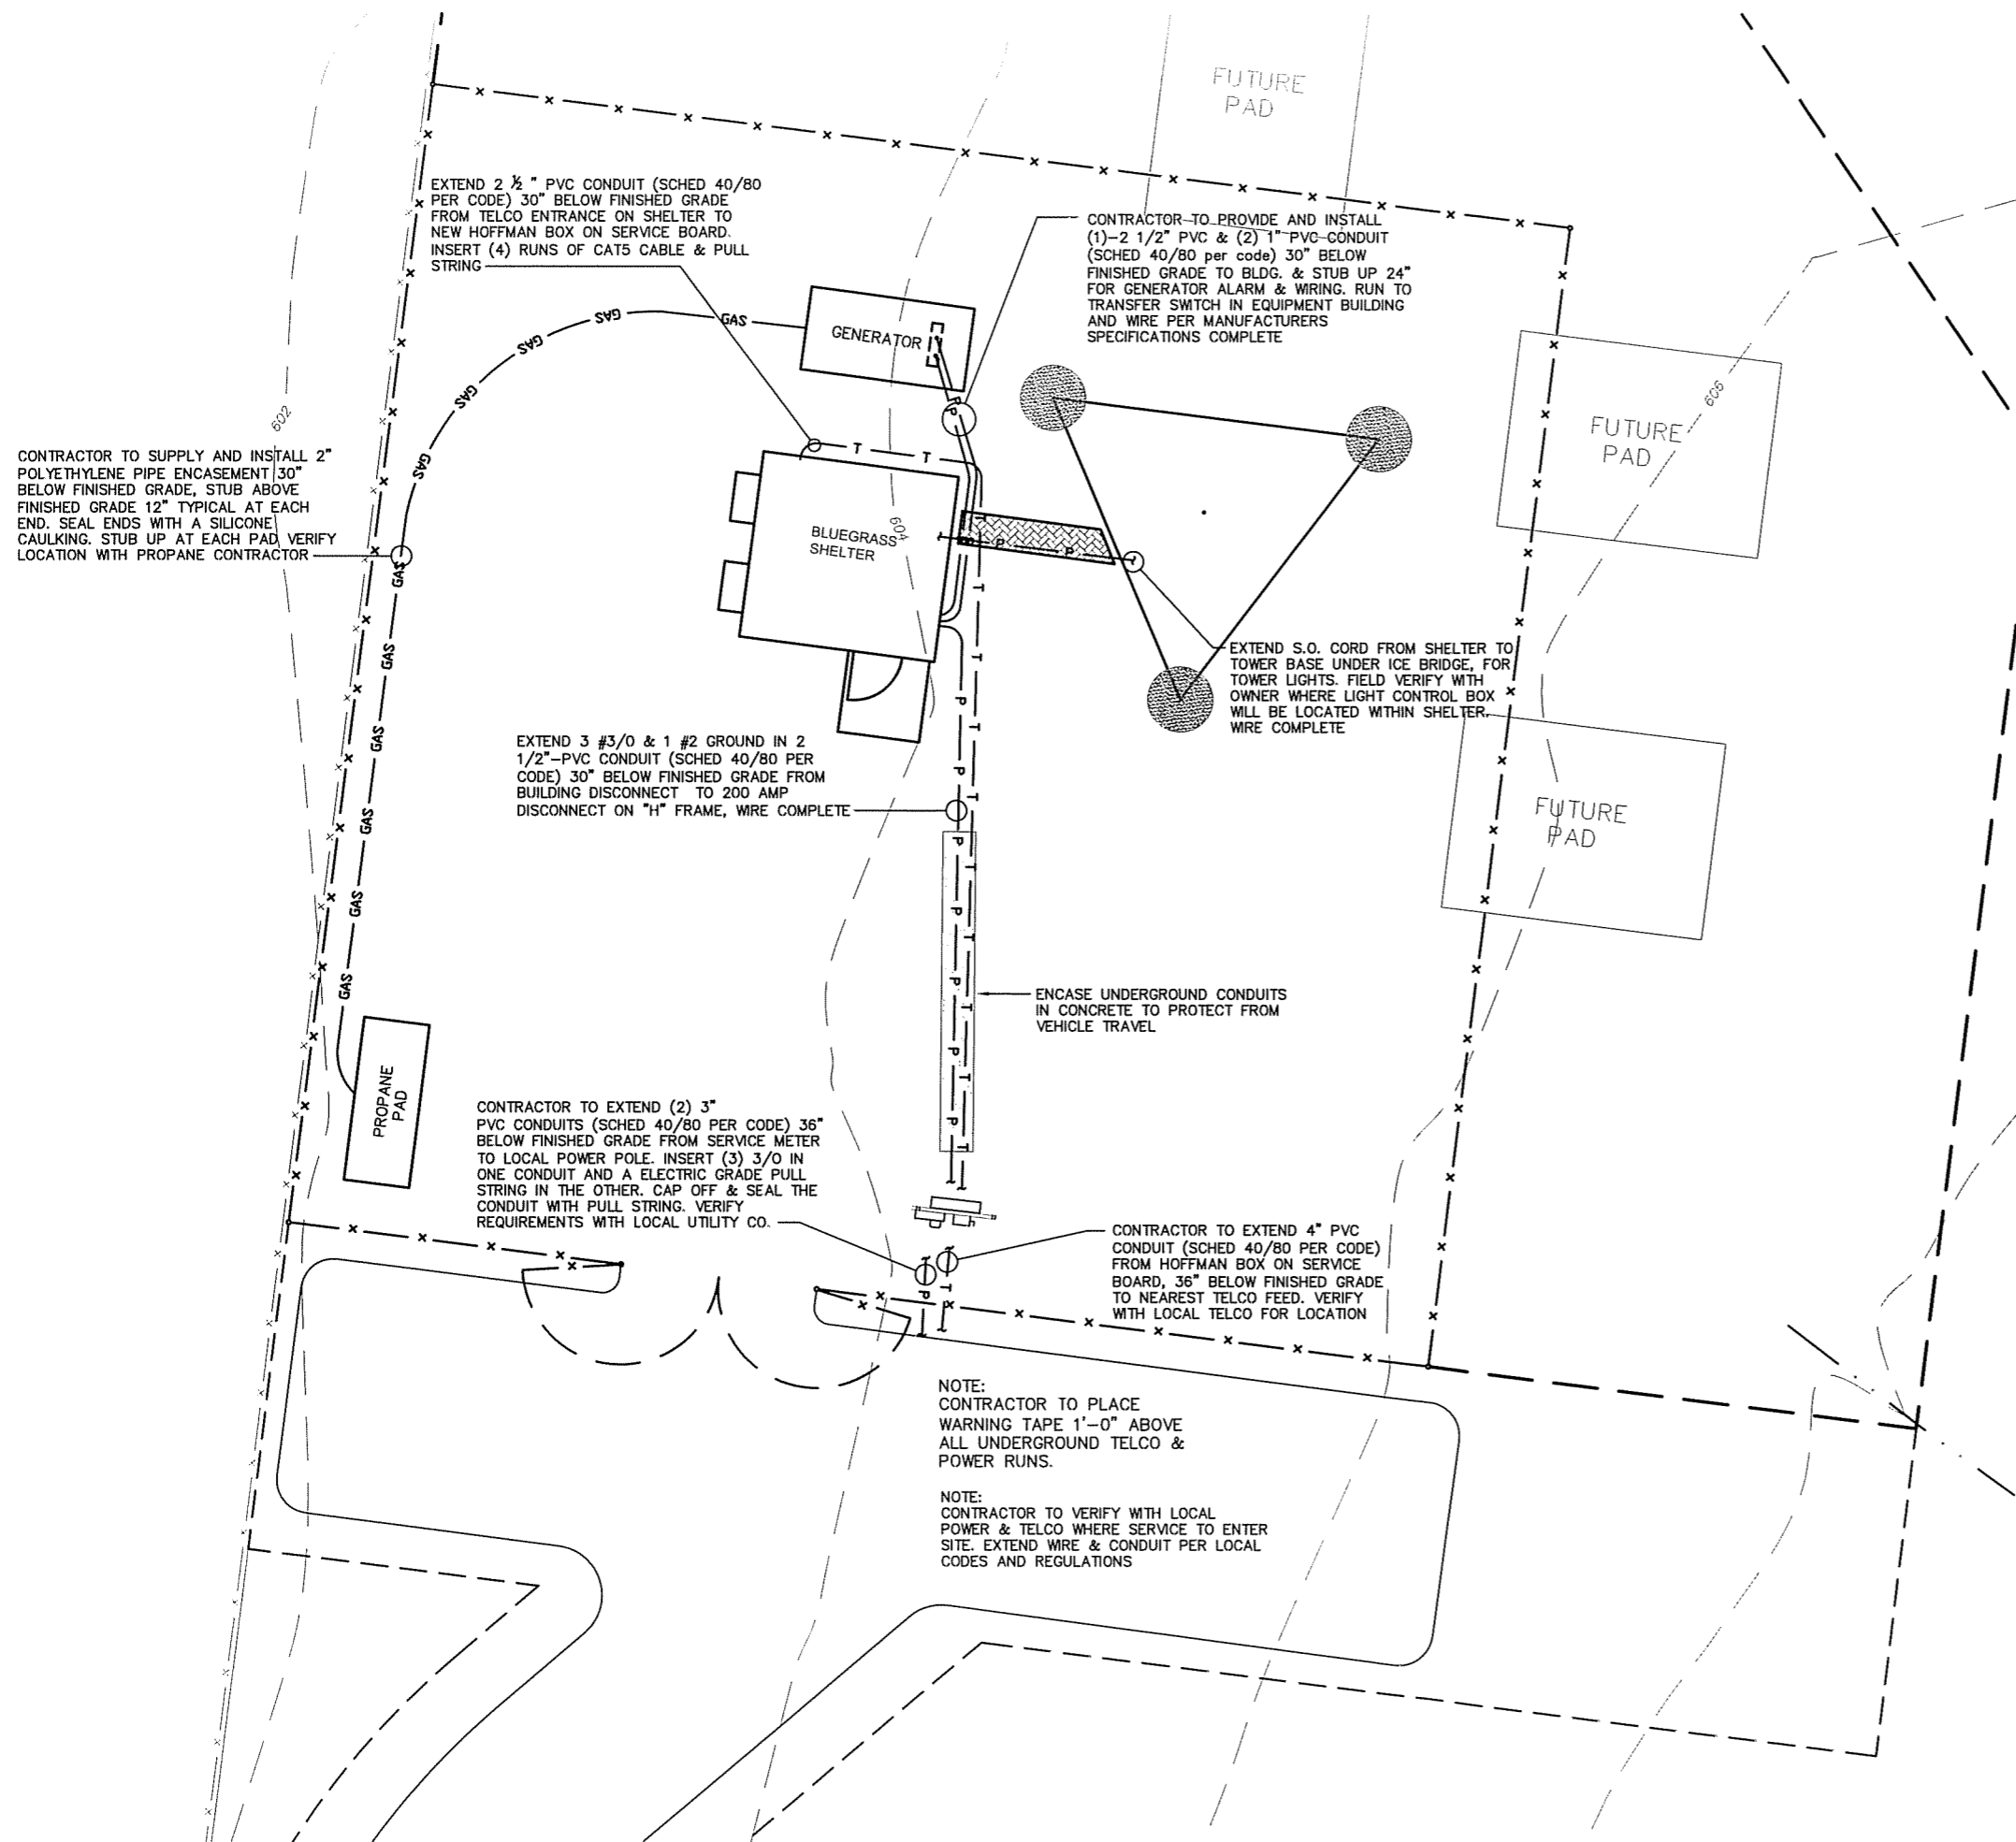 FUTURE
PAD
EXTEND 2 ½ " PVC CONDUIT (SCHED 40/80
PER CODE) 30" BELOW FINISHED GRADE
FROM TELCO ENTRANCE ON SHELTER TO
NEW HOFFMAN BOX ON SERVICE BOARD.
INSERT (4) RUNS OF CAT5 CABLE & PULL
STRING
CONTRACTOR TO PROVIDE AND INSTALL
(1)-2 1/2" PVC & (2) 1" PVC CONDUIT
(SCHED 40/80 per code) 30" BELOW
FINISHED GRADE TO BLDG. & STUB UP 24"
FOR GENERATOR ALARM & WIRING. RUN TO
TRANSFER SWITCH IN EQUIPMENT BUILDING
AND WIRE PER MANUFACTURERS
SPECIFICATIONS COMPLETE
GAS
GAS
GAS
GAS
GAS
GAS
GAS
GAS
GAS
GAS
GAS
GENERATOR
P
P
602
606
FUTURE
PAD
CONTRACTOR TO SUPPLY AND INSTALL 2"
POLYETHYLENE PIPE ENCASEMENT 30"
BELOW FINISHED GRADE, STUB ABOVE
FINISHED GRADE 12" TYPICAL AT EACH
END. SEAL ENDS WITH A SILICONE
CAULKING. STUB UP AT EACH PAD, VERIFY
LOCATION WITH PROPANE CONTRACTOR
T T
604
BLUEGRASS
SHELTER
P P
T
T
T
T
T
EXTEND S.O. CORD FROM SHELTER TO
TOWER BASE UNDER ICE BRIDGE, FOR
TOWER LIGHTS. FIELD VERIFY WITH
OWNER WHERE LIGHT CONTROL BOX
WILL BE LOCATED WITHIN SHELTER,
WIRE COMPLETE
EXTEND 3 #3/0 & 1 #2 GROUND IN 2
1/2"-PVC CONDUIT (SCHED 40/80 PER
CODE) 30" BELOW FINISHED GRADE FROM
BUILDING DISCONNECT TO 200 AMP
DISCONNECT ON "H" FRAME, WIRE COMPLETE
P
P
P
P
P
P
P
T
T
T
T
T
FUTURE
PAD
ENCASE UNDERGROUND CONDUITS
IN CONCRETE TO PROTECT FROM
VEHICLE TRAVEL
PROPANE
PAD
CONTRACTOR TO EXTEND (2) 3"
PVC CONDUITS (SCHED 40/80 PER CODE) 36"
BELOW FINISHED GRADE FROM SERVICE METER
TO LOCAL POWER POLE. INSERT (3) 3/0 IN
ONE CONDUIT AND A ELECTRIC GRADE PULL
STRING IN THE OTHER. CAP OFF & SEAL THE
CONDUIT WITH PULL STRING. VERIFY
REQUIREMENTS WITH LOCAL UTILITY CO.
CONTRACTOR TO EXTEND 4" PVC
CONDUIT (SCHED 40/80 PER CODE)
FROM HOFFMAN BOX ON SERVICE
BOARD, 36" BELOW FINISHED GRADE
TO NEAREST TELCO FEED. VERIFY
WITH LOCAL TELCO FOR LOCATION
P T
NOTE:
CONTRACTOR TO PLACE
WARNING TAPE 1'-0" ABOVE
ALL UNDERGROUND TELCO &
POWER RUNS.
NOTE:
CONTRACTOR TO VERIFY WITH LOCAL
POWER & TELCO WHERE SERVICE TO ENTER
SITE. EXTEND WIRE & CONDUIT PER LOCAL
CODES AND REGULATIONS